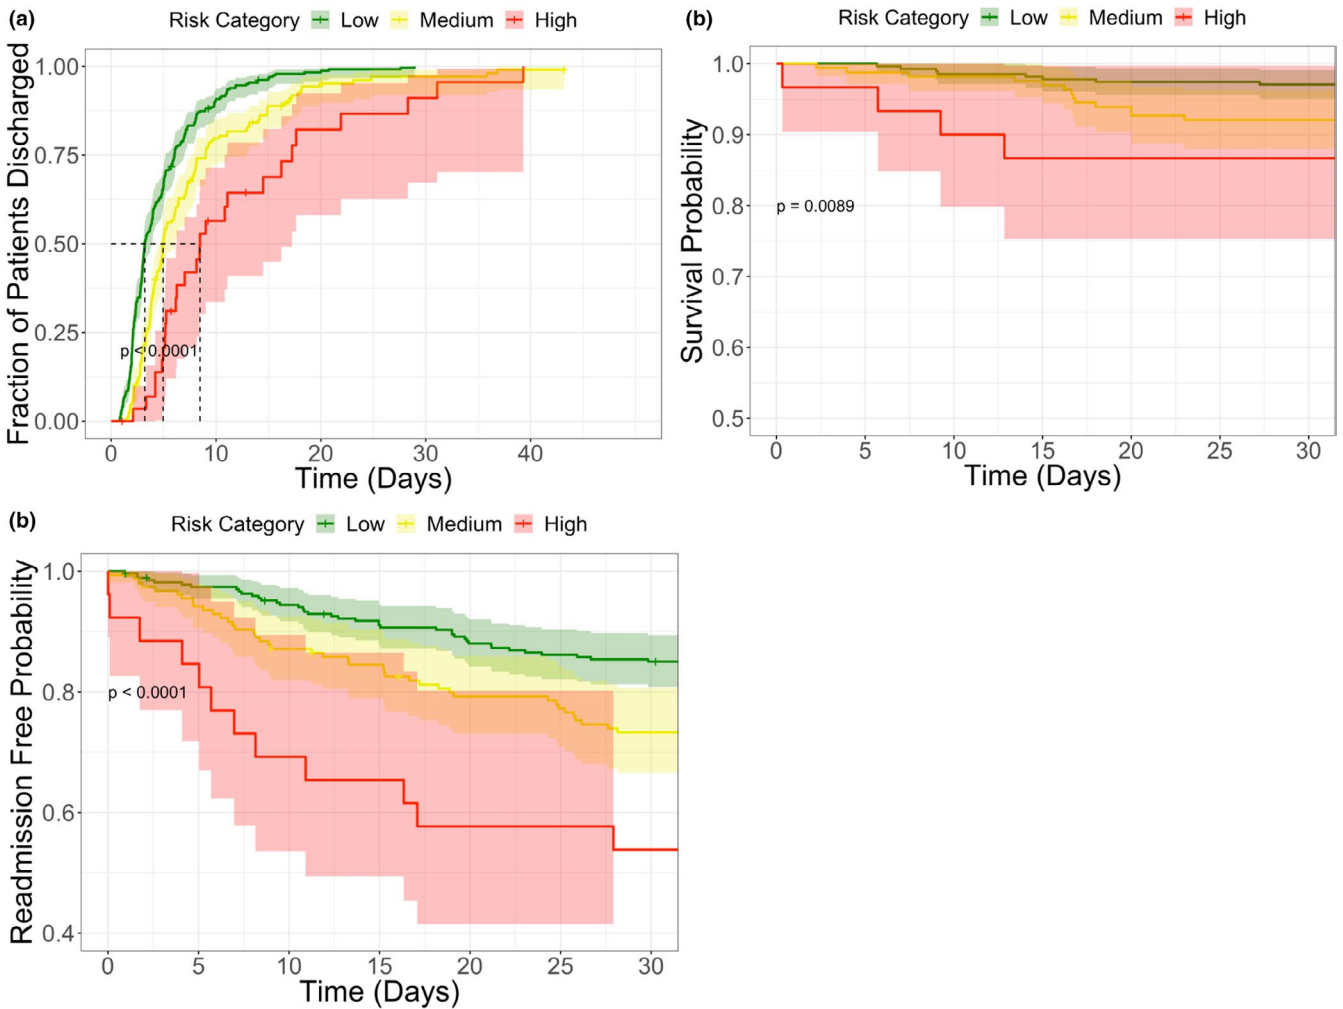 (a)
Risk Category Low Medium High
Fraction of Patients Discharged
1.00
0.75
0.50
0.25
0.00
p < 0.0001
0 10 20 30 40
Time (Days)
(b)
Risk Category Low Medium High
Survival Probability
1.0
0.9
0.8
0.7
0.6
0.5
p = 0.0089
0 5 10 15 20 25 30
Time (Days)
(b)
Risk Category Low Medium High
Readmission Free Probability
1.0
0.8
0.6
0.4
p < 0.0001
0 5 10 15 20 25 30
Time (Days)